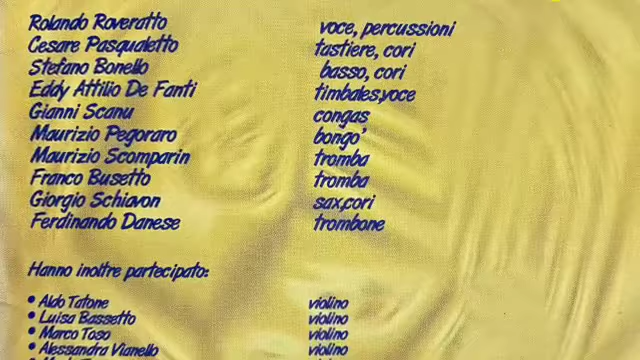 Rolando Roveratto voce, percussioni
Cesare Pasqualetto tastiere, cori
Stefano Bonello basso, cori
Eddy Attilio De Fanti timbales,voce
Gianni Scanu congas
Maurizio Pegoraro bongo'
Maurizio Scomparin tromba
Franco Busetto tromba
Giorgio Schiavon sax,cori
Ferdinando Danese trombone
Hanno inoltre partecipato:
• Aldo Tatone violino
• Luisa Bassetto violino
• Marco Toso violino
• Alessandra Vianello violino